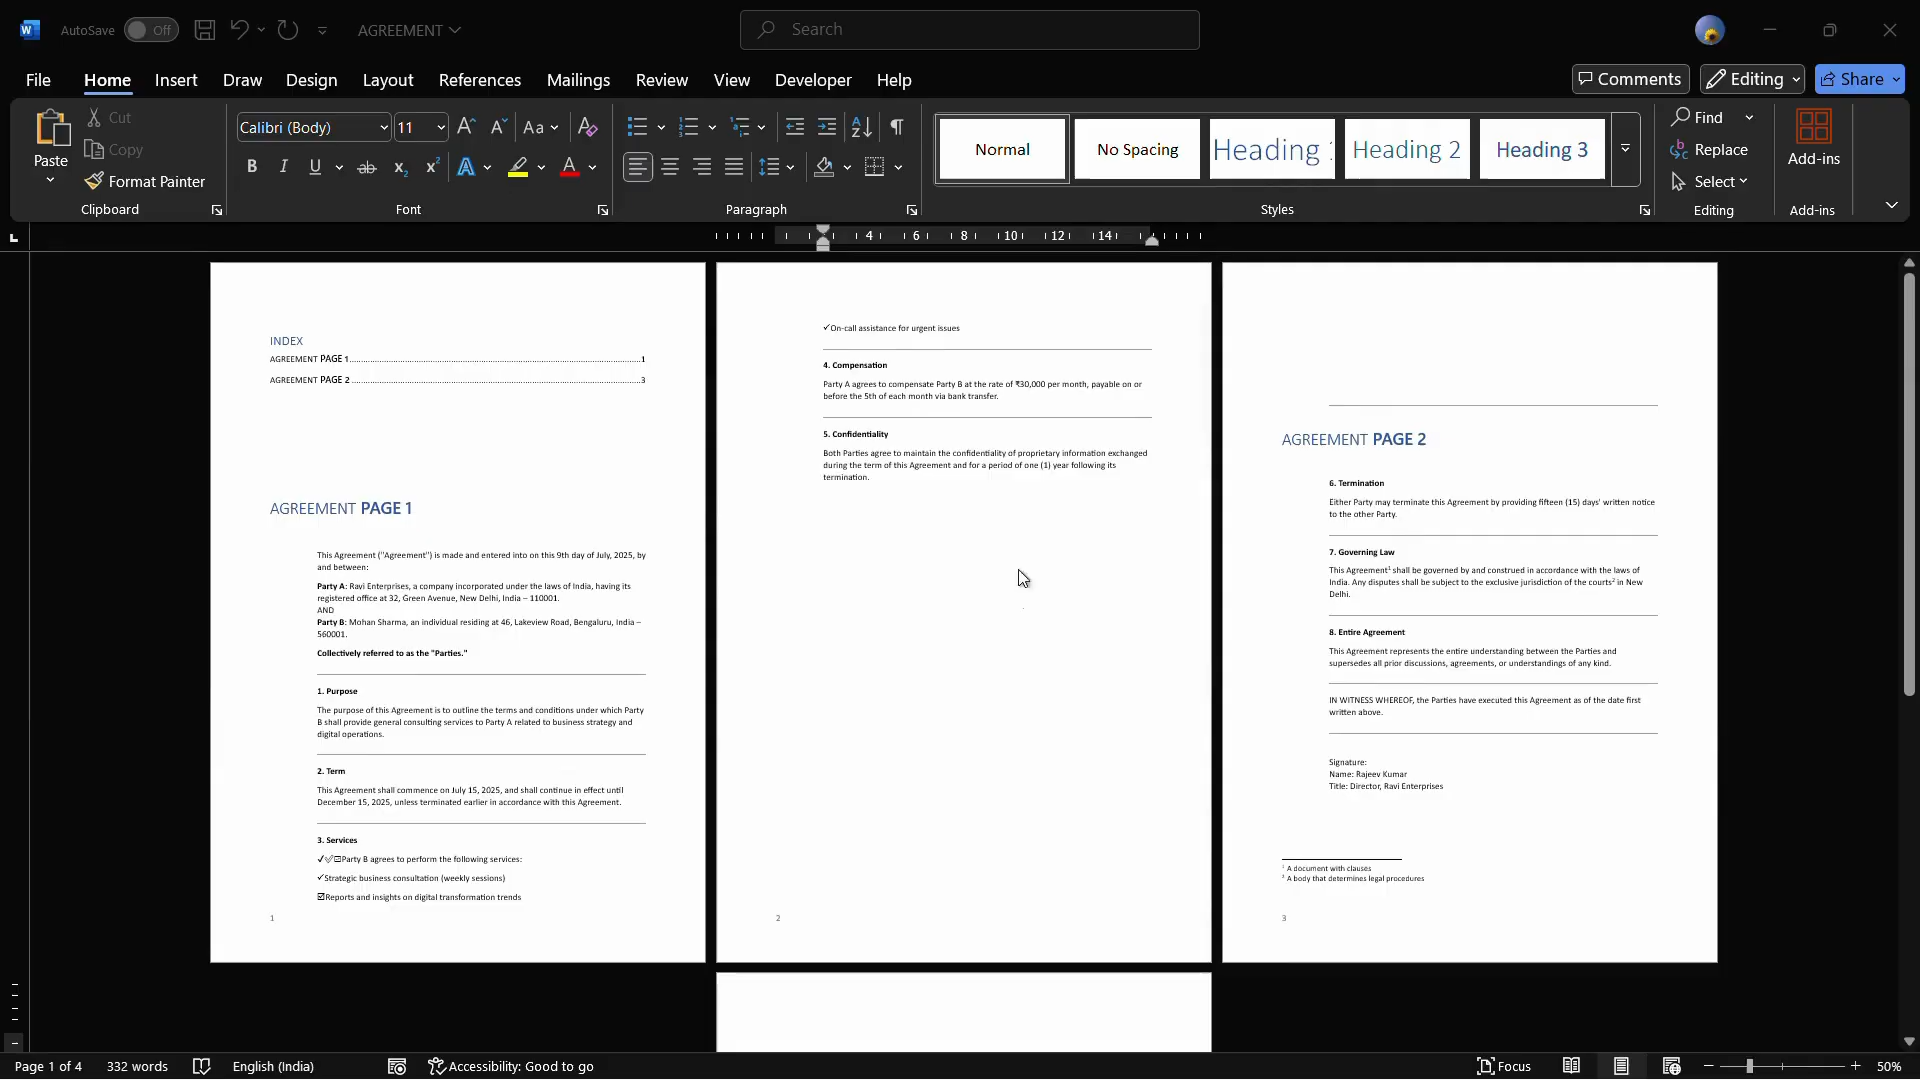 AutoSave Off AGREEMENT Search
File Home Insert Draw Design Layout References Mailings Review View Developer Help Comments Editing Share
Paste
Cut
Copy
Format Painter
Clipboard
Calibri (Body) 11
Font
Paragraph
Normal
No Spacing
Heading
Heading 2
Heading 3
Styles
Find
Replace
Select
Editing
Add-ins
Add-ins
4 6 8 10 12 14
INDEX
AGREEMENT PAGE 1........1
AGREEMENT PAGE 2 ........3
AGREEMENT PAGE 1
This Agreement ("Agreement") is made and entered into on this 9th day of July, 2025, by
and between:
Party A: Ravi Enterprises, a company incorporated under the laws of India, having its
registered office at 32, Green Avenue, New Delhi, India – 110001.
AND
Party B: Mohan Sharma, an individual residing at 46, Lakeview Road, Bengaluru, India –
560001.
Collectively referred to as the "Parties."
1. Purpose
The purpose of this Agreement is to outline the terms and conditions under which Party
B shall provide general consulting services to Party A related to business strategy and
digital operations.
2. Term
This Agreement shall commence on July 15, 2025, and shall continue in effect until
December 15, 2025, unless terminated earlier in accordance with this Agreement.
3. Services
✓✅☑Party B agrees to perform the following services:
✓Strategic business consultation (weekly sessions)
☑Reports and insights on digital transformation trends
1
✓On-call assistance for urgent issues
4. Compensation
Party A agrees to compensate Party B at the rate of ₹30,000 per month, payable on or
before the 5th of each month via bank transfer.
5. Confidentiality
Both Parties agree to maintain the confidentiality of proprietary information exchanged
during the term of this Agreement and for a period of one (1) year following its
termination.
2
AGREEMENT PAGE 2
6. Termination
Either Party may terminate this Agreement by providing fifteen (15) days' written notice
to the other Party.
7. Governing Law
This Agreement¹ shall be governed by and construed in accordance with the laws of
India. Any disputes shall be subject to the exclusive jurisdiction of the courts² in New
Delhi.
8. Entire Agreement
This Agreement represents the entire understanding between the Parties and
supersedes all prior discussions, agreements, or understandings of any kind.
IN WITNESS WHEREOF, the Parties have executed this Agreement as of the date first
written above.
Signature:
Name: Rajeev Kumar
Title: Director, Ravi Enterprises
¹ A document with clauses
² A body that determines legal procedures
3
Page 1 of 4 332 words English (India) Accessibility: Good to go Focus 50%